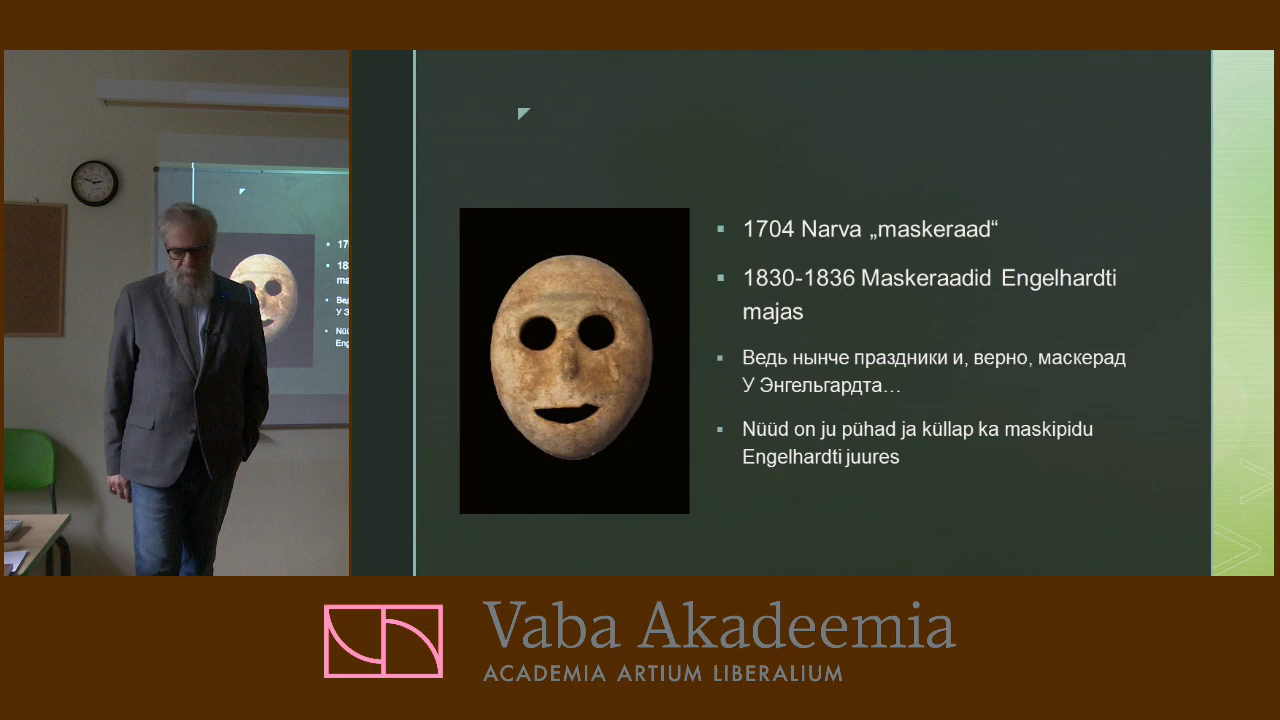 1704 Narva „maskeraad“
1830-1836 Maskeraadid Engelhardti
majas
Ведь нынче праздники и, верно, маскерад
У Энгельгардта…
Nüüd on ju pühad ja küllap ka maskipidu
Engelhardti juures
Vaba Akadeemia
ACADEMIA ARTIUM LIBERALIUM